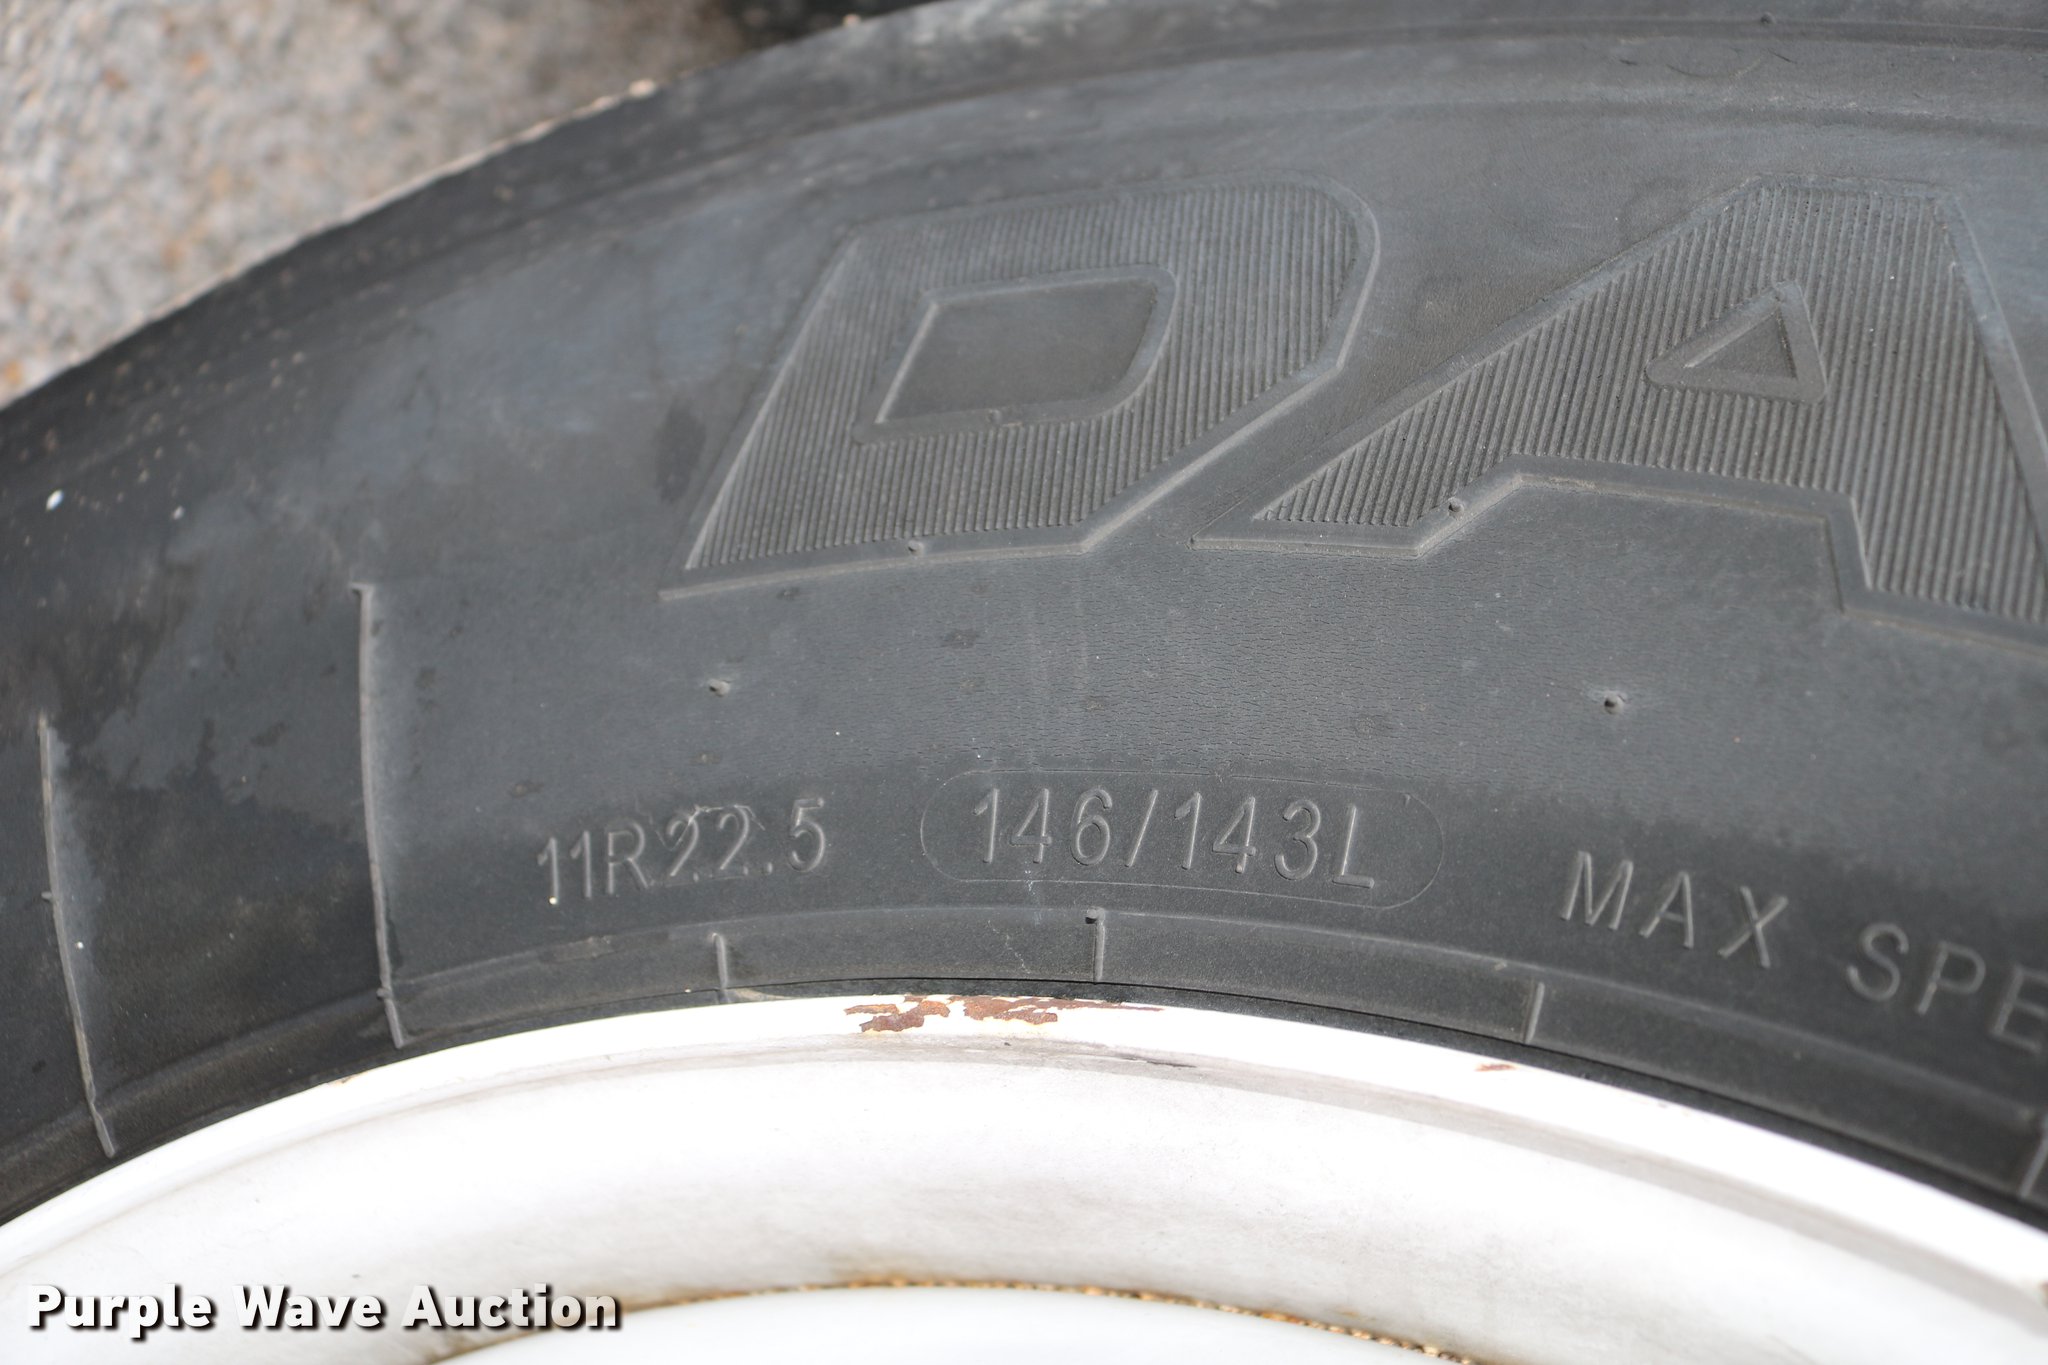 DA
11R22.5 146/143L MAX SPE
Purple Wave Auction